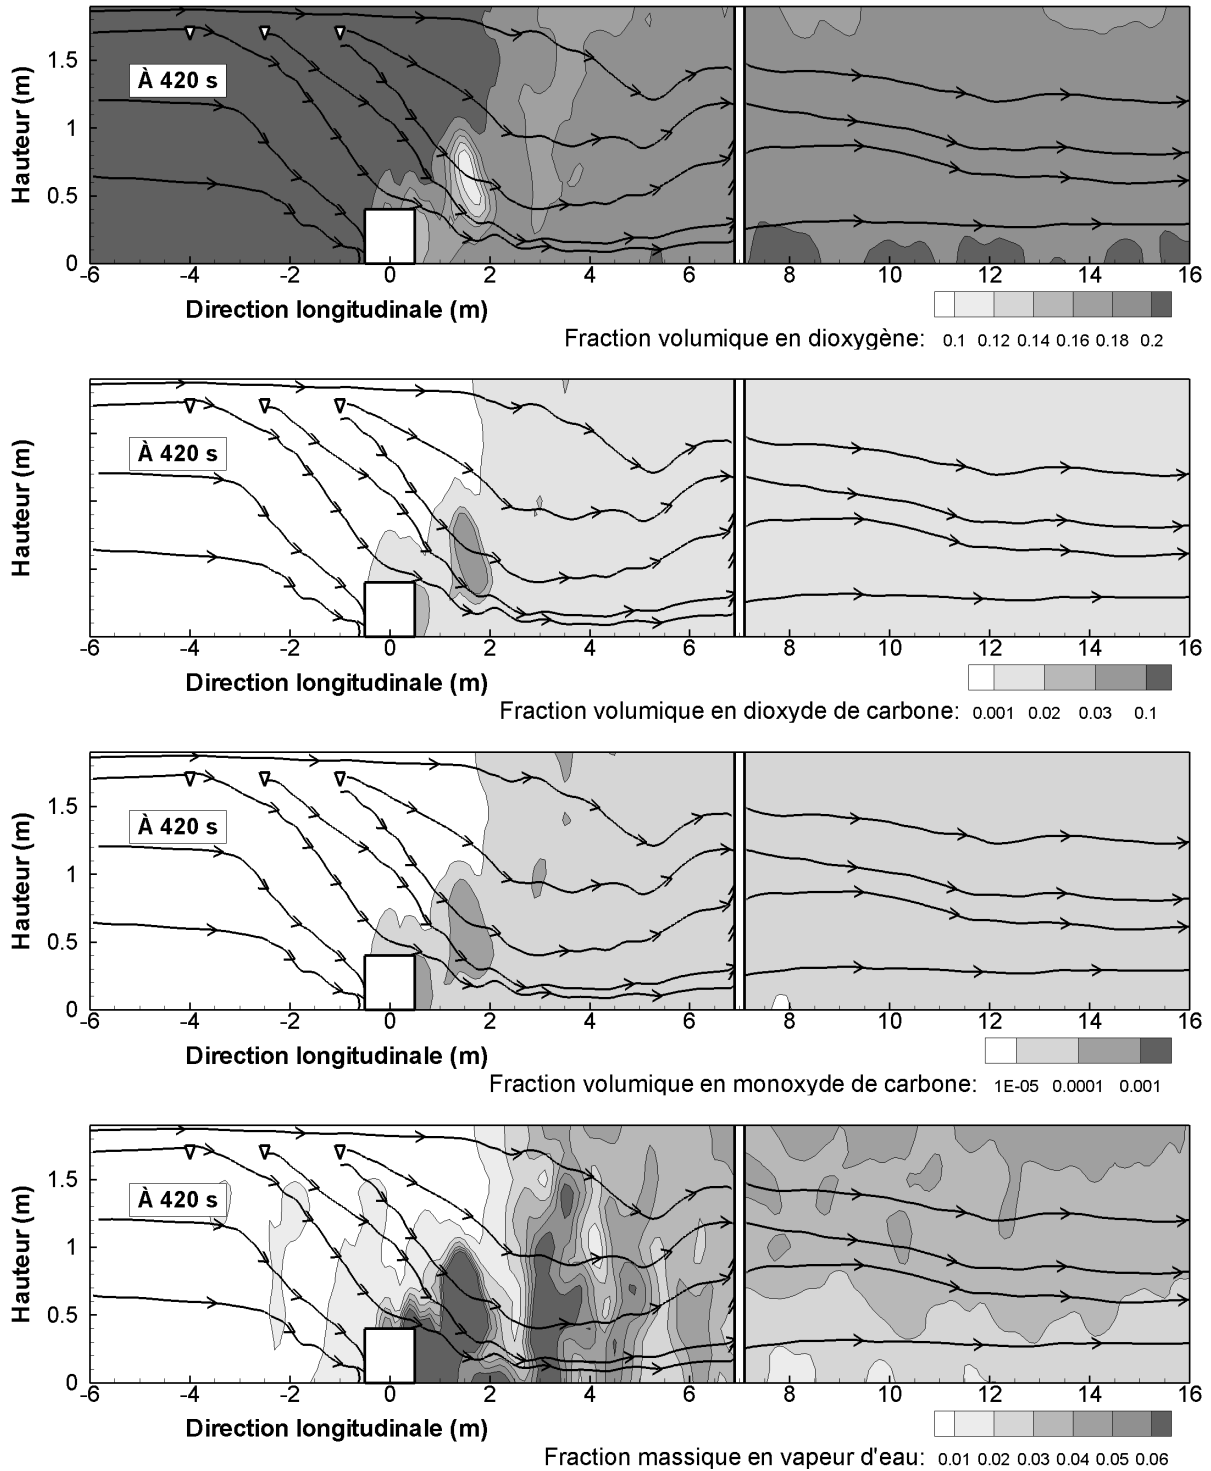 Hauteur (m)
1.5
1
0.5
0
À 420 s
-6 -4 -2 0 2 4 6 8 10 12 14 16
Direction longitudinale (m)
Fraction volumique en dioxygène: 0.1 0.12 0.14 0.16 0.18 0.2
Hauteur (m)
À 420 s
-6 -4 -2 0 2 4 6 8 10 12 14 16
Direction longitudinale (m)
Fraction volumique en dioxyde de carbone: 0.001 0.02 0.03 0.1
Hauteur (m)
1.5
1
0.5
0
À 420 s
-6 -4 -2 0 2 4 6 8 10 12 14 16
Direction longitudinale (m)
Fraction volumique en monoxyde de carbone: 1E-05 0.0001 0.001
Hauteur (m)
1.5
1
0.5
0
À 420 s
-6 -4 -2 0 2 4 6 8 10 12 14 16
Direction longitudinale (m)
Fraction massique en vapeur d'eau: 0.01 0.02 0.03 0.04 0.05 0.06